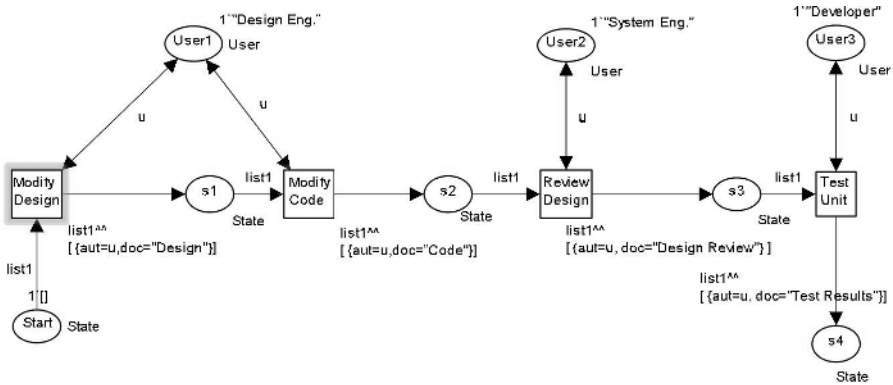 1`"Design Eng."
User1
User
1`"System Eng."
User2
User
1`"Developer"
User3
User
u
u
u
u
Modify
Design
s1
State
list1
Modify
Code
s2
State
list1
Review
Design
s3
State
list1
Test
Unit
list1^^
[ {aut=u,doc="Design"}]
list1^^
[ {aut=u,doc="Code"}]
list1^^
[ {aut=u, doc="Design Review"} ]
list1^^
[ {aut=u, doc="Test Results"}]
list1
1`[]
Start
State
s4
State